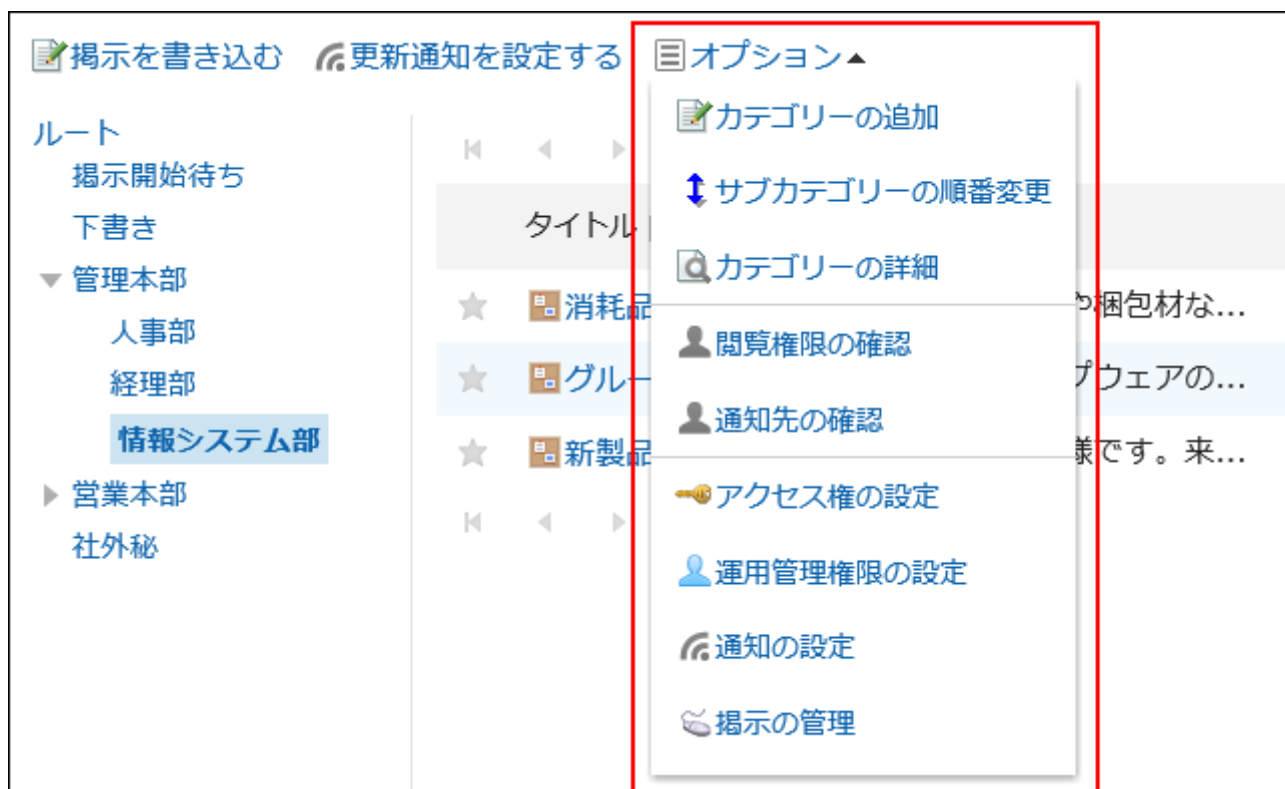 掲示を書き込む 更新通知を設定する オプション▲
カテゴリーの追加
サブカテゴリーの順番変更
カテゴリーの詳細
閲覧権限の確認
通知先の確認
アクセス権の設定
運用管理権限の設定
通知の設定
掲示の管理
ルート
掲示開始待ち
下書き
管理本部
人事部
経理部
情報システム部
営業本部
社外秘
タイトル
消耗品 や梱包材な...
グルー プウェアの...
新製品 様です。来...